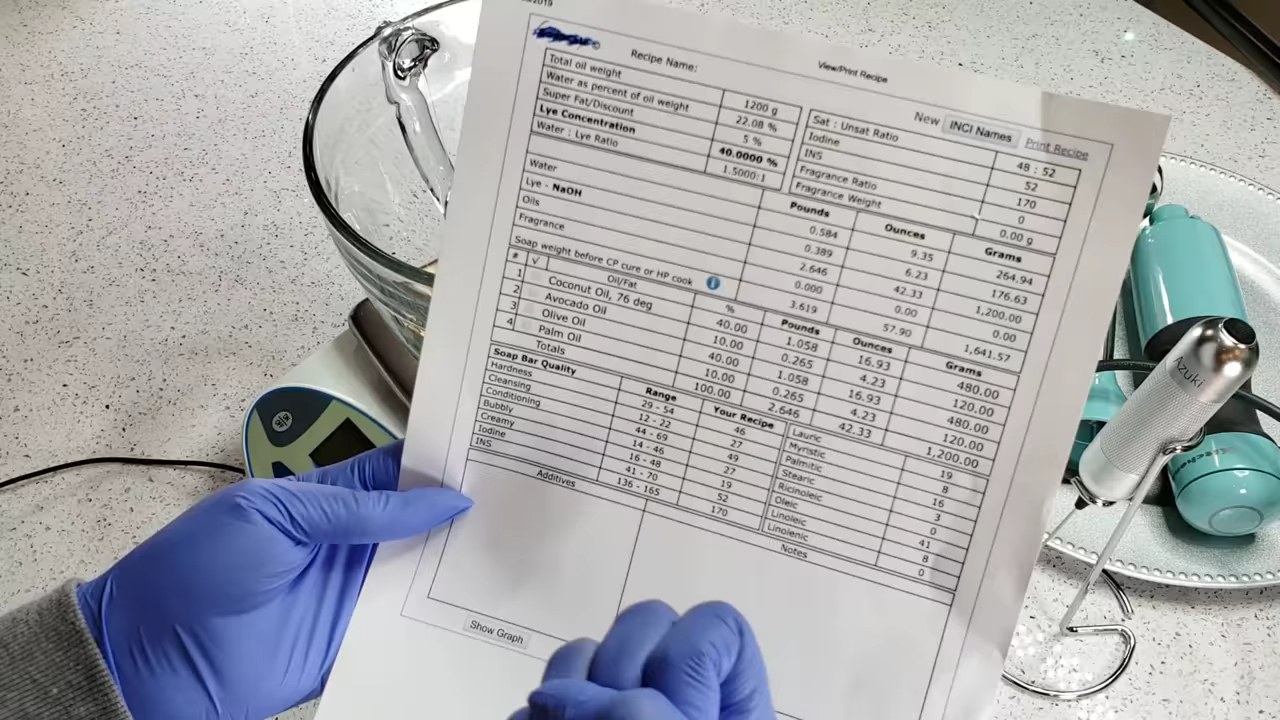 2019
View/Print Recipe
Recipe Name:
Total oil weight 1200 g
Water as percent of oil weight 22.08 %
Super Fat/Discount 5 %
Lye Concentration 40.0000 %
Water : Lye Ratio 1.5000:1
New INCI Names Print Recipe
Sat : Unsat Ratio 48 : 52
Iodine 52
INS 170
Fragrance Ratio 0
Fragrance Weight 0.00 g
Pounds Ounces Grams
Water 0.584 9.35 264.94
Lye - NaOH 0.389 6.23 176.63
Oils 2.646 42.33 1,200.00
Fragrance 0.000 0.00 0.00
Soap weight before CP cure or HP cook i 3.619 57.90 1,641.57
# √ Oil/Fat % Pounds Ounces Grams
1 Coconut Oil, 76 deg 40.00 1.058 16.93 480.00
2 Avocado Oil 10.00 0.265 4.23 120.00
3 Olive Oil 40.00 1.058 16.93 480.00
4 Palm Oil 10.00 0.265 4.23 120.00
Totals 100.00 2.646 42.33 1,200.00
Soap Bar Quality Range Your Recipe
Hardness 29 - 54 46
Cleansing 12 - 22 27
Conditioning 44 - 69 49
Bubbly 14 - 46 27
Creamy 16 - 48 19
Iodine 41 - 70 52
INS 136 - 165 170
Lauric 19
Myristic 8
Palmitic 16
Stearic 3
Ricinoleic 0
Oleic 41
Linoleic 8
Linolenic 0
Additives
Notes
Show Graph
Azuki
KitchenAid